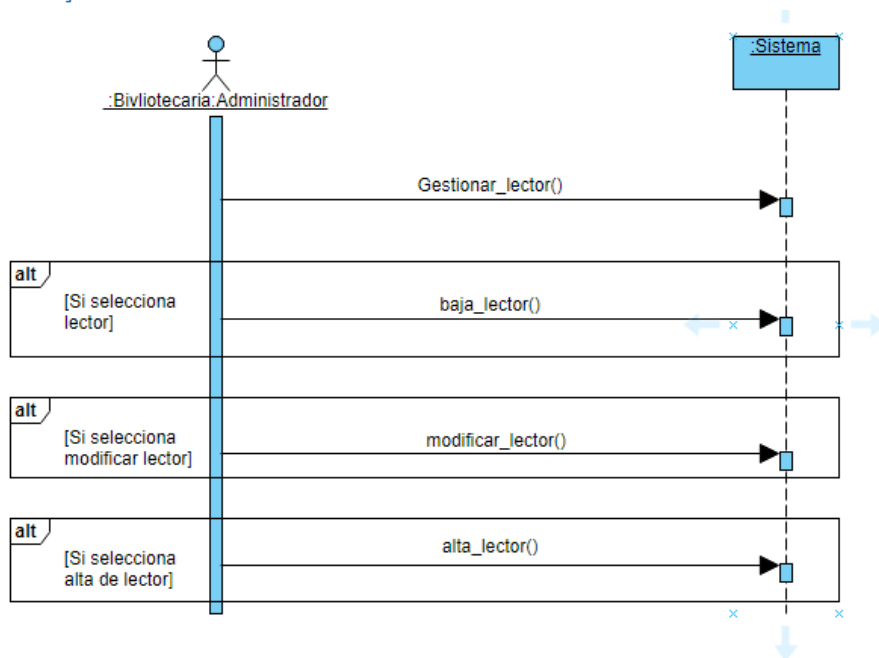 :Sistema
:Bivliotecaria:Administrador
Gestionar_lector()
alt
[Si selecciona
lector]
baja_lector()
alt
[Si selecciona
modificar lector]
modificar_lector()
alt
[Si selecciona
alta de lector]
alta_lector()